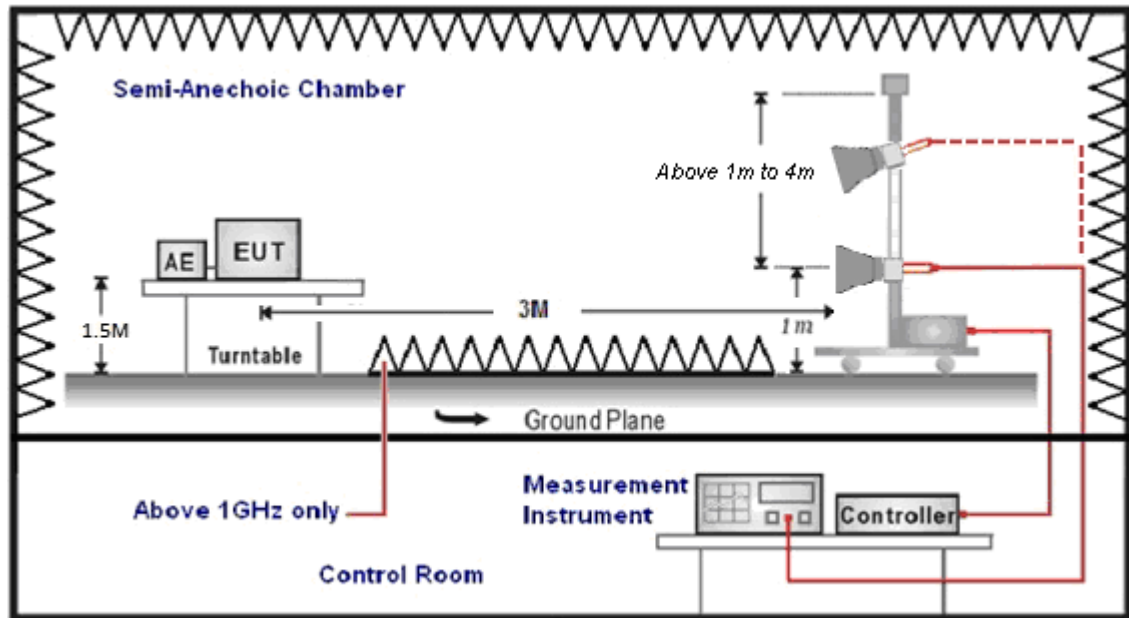 Semi-Anechoic Chamber
Above 1m to 4m
AE
EUT
3M
1m
1.5M
Turntable
Ground Plane
Above 1GHz only
Measurement
Instrument
Controller
Control Room